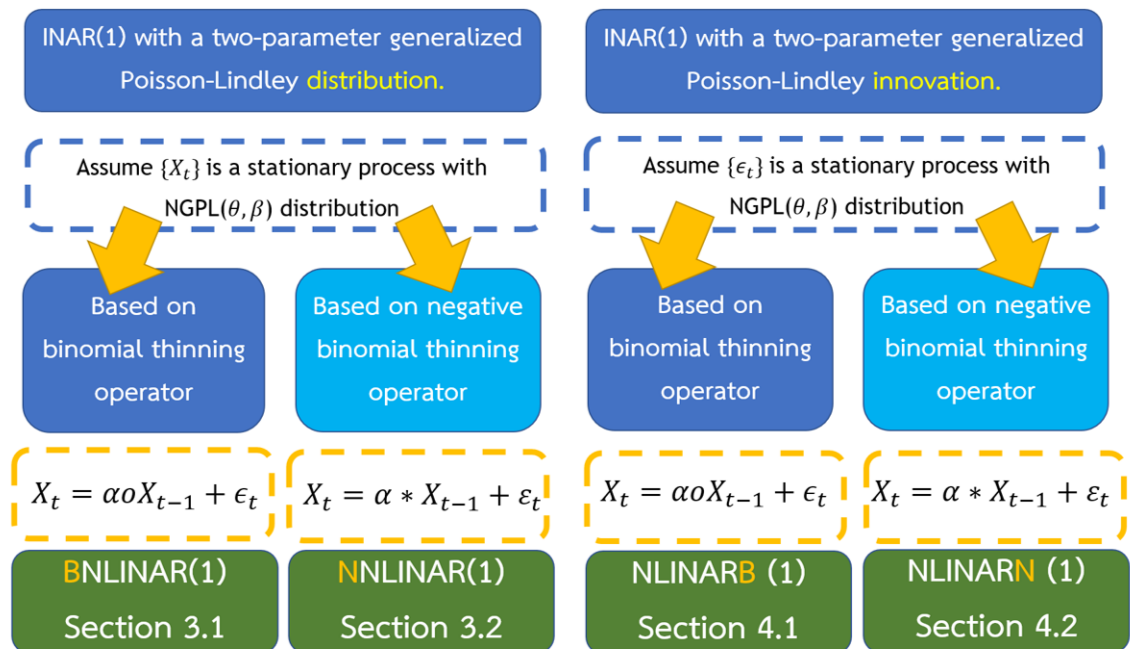 INAR(1) with a two-parameter generalized
Poisson-Lindley distribution.
Assume {X_t} is a stationary process with
NGPL(θ, β) distribution
Based on
binomial thinning
operator
Based on negative
binomial thinning
operator
X_t = αoX_{t−1} + ϵ_t
X_t = α ∗ X_{t−1} + ε_t
BNLINAR(1)
Section 3.1
NNLINAR(1)
Section 3.2
INAR(1) with a two-parameter generalized
Poisson-Lindley innovation.
Assume {ϵ_t} is a stationary process with
NGPL(θ, β) distribution
Based on
binomial thinning
operator
Based on negative
binomial thinning
operator
X_t = αoX_{t−1} + ϵ_t
X_t = α ∗ X_{t−1} + ε_t
NLINARB (1)
Section 4.1
NLINARN (1)
Section 4.2